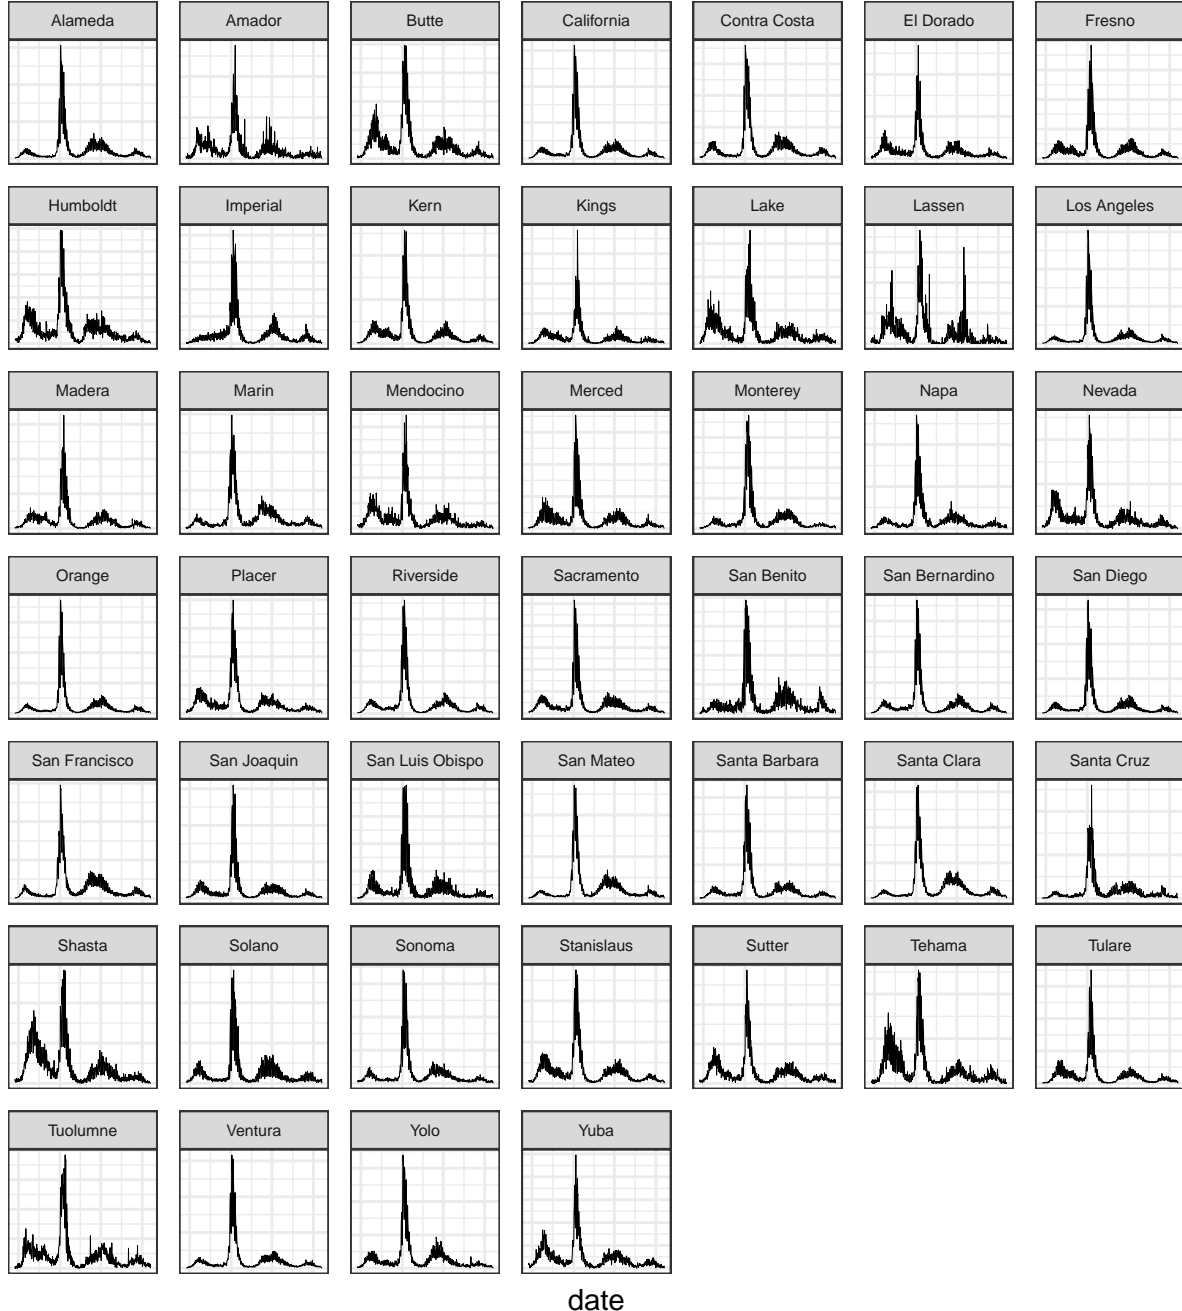 Alameda Amador Butte California Contra Costa El Dorado Fresno
Humboldt Imperial Kern Kings Lake Lassen Los Angeles
Madera Marin Mendocino Merced Monterey Napa Nevada
Orange Placer Riverside Sacramento San Benito San Bernardino San Diego
San Francisco San Joaquin San Luis Obispo San Mateo Santa Barbara Santa Clara Santa Cruz
Shasta Solano Sonoma Stanislaus Sutter Tehama Tulare
Tuolumne Ventura Yolo Yuba
date